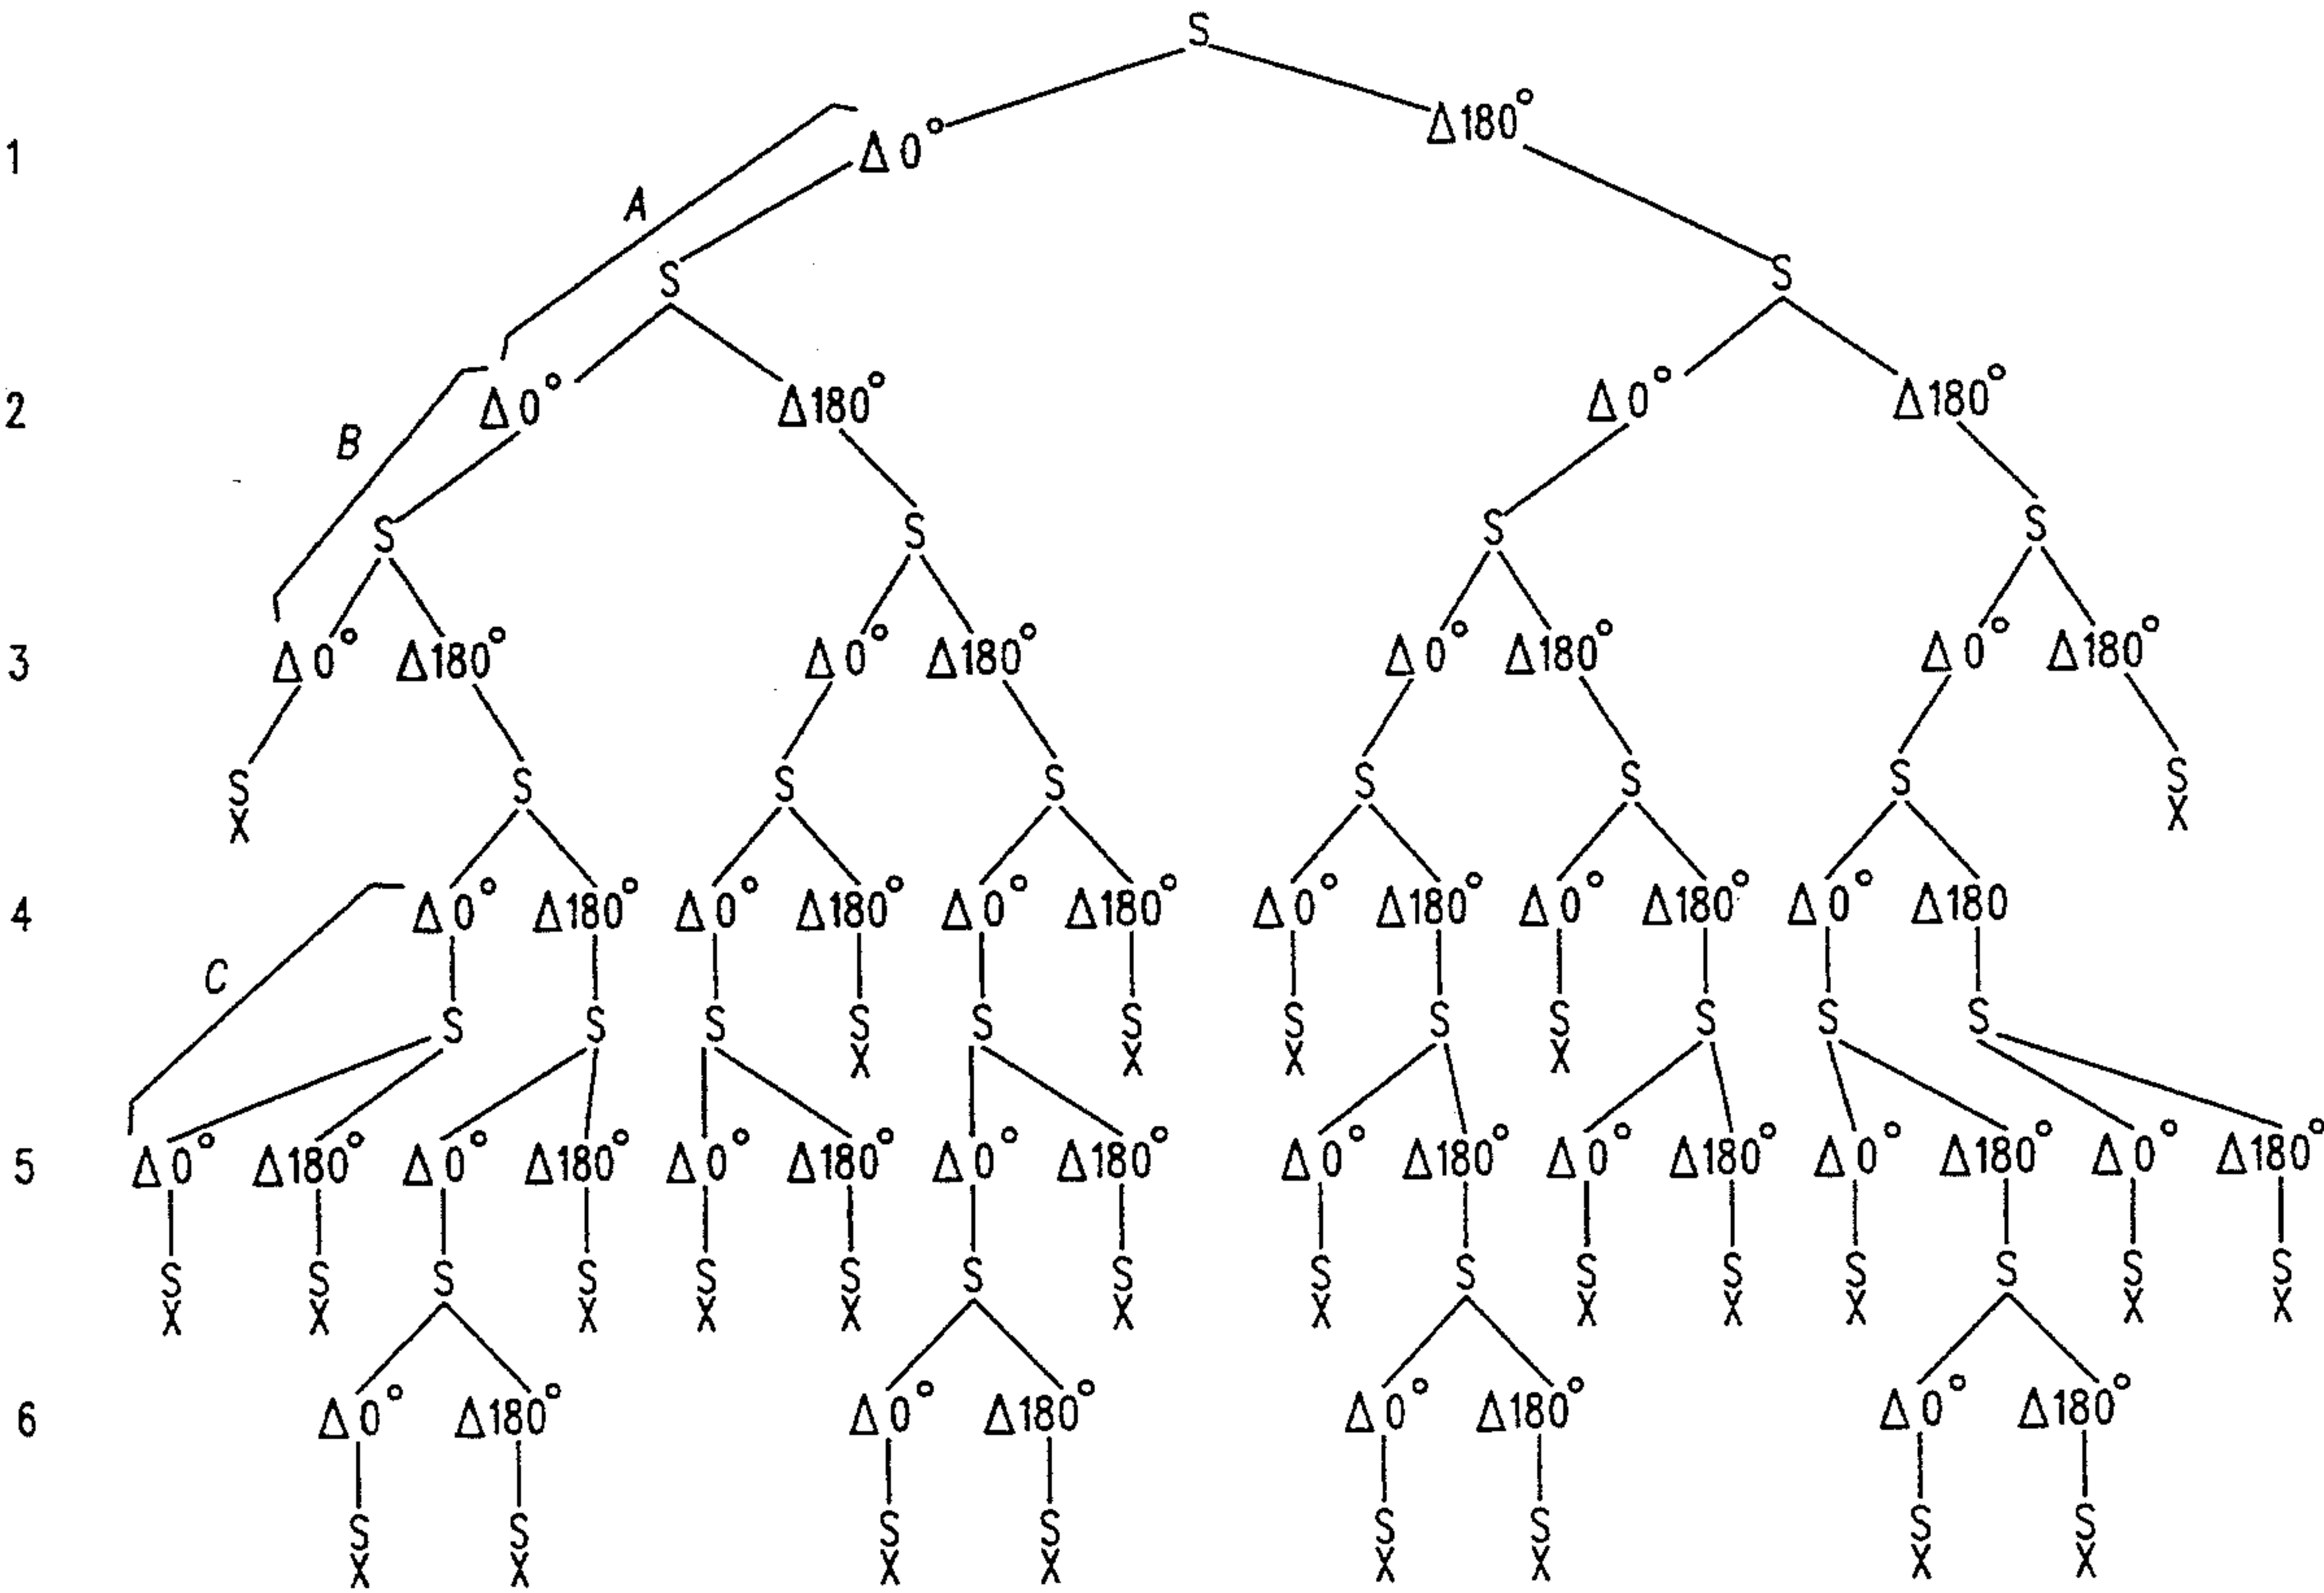 S
1 Δ0° Δ180°
A
S S
2 Δ0° Δ180° Δ0° Δ180°
B
S S S S
3 Δ0° Δ180° Δ0° Δ180° Δ0° Δ180° Δ0° Δ180°
S S S S S S S S
X X
4 Δ0° Δ180° Δ0° Δ180° Δ0° Δ180° Δ0° Δ180° Δ0° Δ180° Δ0° Δ180
C
S S S S S S S S S S S S
X X X X
5 Δ0° Δ180° Δ0° Δ180° Δ0° Δ180° Δ0° Δ180° Δ0° Δ180° Δ0° Δ180° Δ0° Δ180° Δ0° Δ180°
S S S S S S S S S S S S S S S S
X X X X X X X X X X X X
6 Δ0° Δ180° Δ0° Δ180° Δ0° Δ180° Δ0° Δ180°
S S S S S S S S
X X X X X X X X